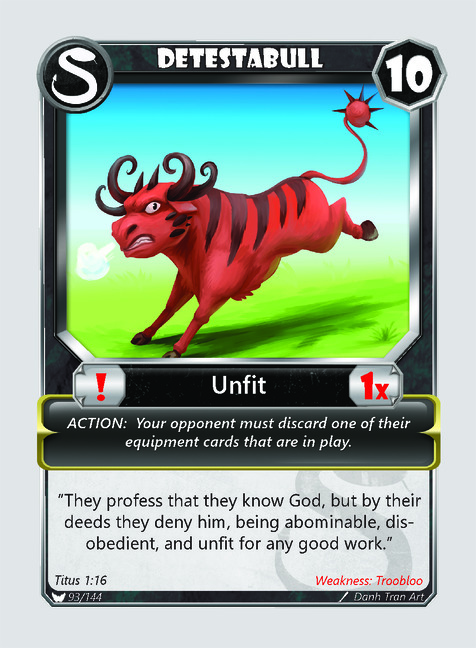 S
DETESTABULL
10
! Unfit 1x
ACTION: Your opponent must discard one of their
equipment cards that are in play.
"They profess that they know God, but by their
deeds they deny him, being abominable, dis-
obedient, and unfit for any good work."
Titus 1:16 Weakness: Troobloo
93/144 Danh Tran Art